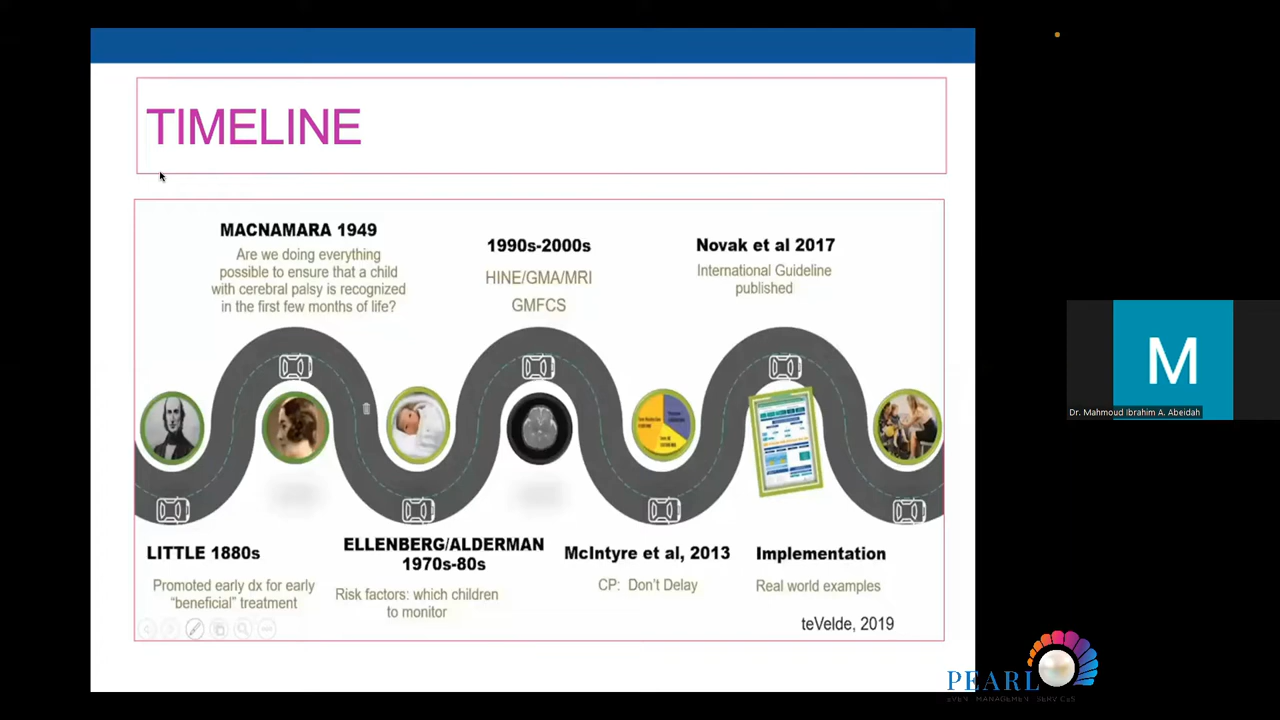 TIMELINE
MACNAMARA 1949
Are we doing everything
possible to ensure that a child
with cerebral palsy is recognized
in the first few months of life?
1990s-2000s
HINE/GMA/MRI
GMFCS
Novak et al 2017
International Guideline
published
LITTLE 1880s
Promoted early dx for early
“beneficial” treatment
ELLENBERG/ALDERMAN
1970s-80s
Risk factors: which children
to monitor
McIntyre et al, 2013
CP: Don’t Delay
Implementation
Real world examples
teVelde, 2019
M
Dr. Mahmoud Ibrahim A. Abeidah
PEARL